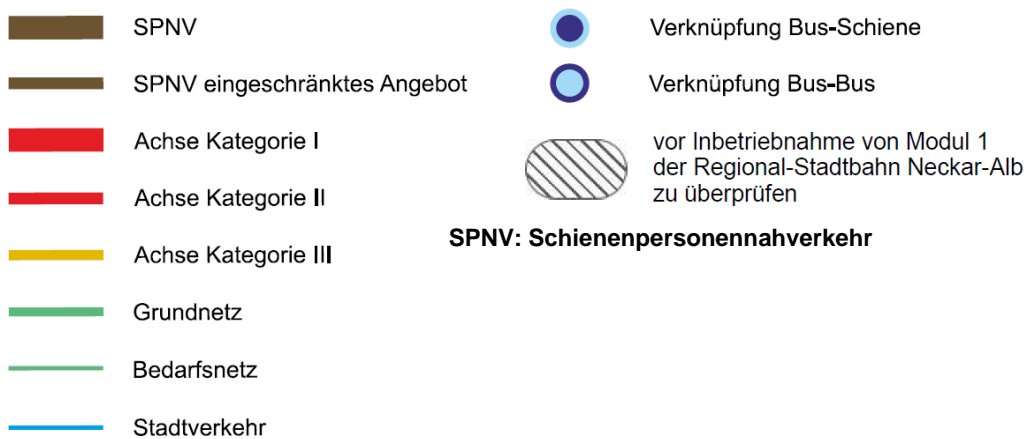 SPNV
SPNV eingeschränktes Angebot
Achse Kategorie I
Achse Kategorie II
Achse Kategorie III
Grundnetz
Bedarfsnetz
Stadtverkehr
Verknüpfung Bus-Schiene
Verknüpfung Bus-Bus
vor Inbetriebnahme von Modul 1
der Regional-Stadtbahn Neckar-Alb
zu überprüfen
SPNV: Schienenpersonennahverkehr